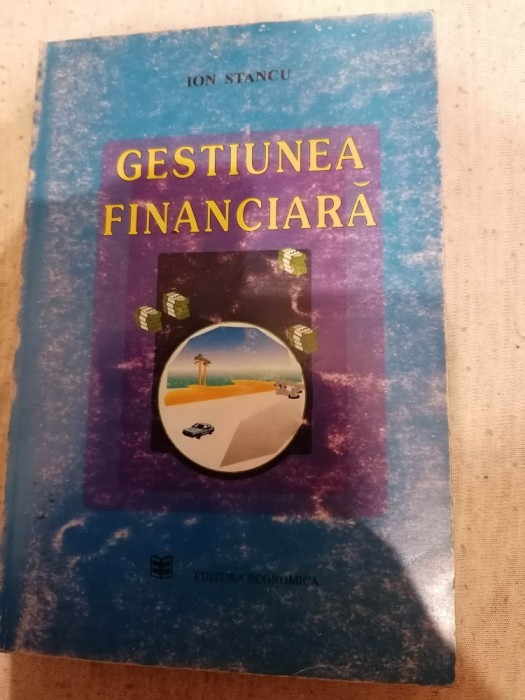 ION STANCU
GESTIUNEA
FINANCIARĂ
EDITURA ECONOMICĂ